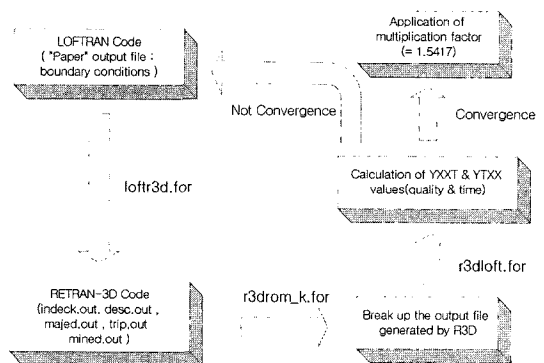 LOFTRAN Code
( "Paper" output file :
boundary conditions )
Application of
multiplication factor
(= 1.5417)
Not Convergence
Convergence
loftr3d.for
Calculation of YXXT & YTXX
values(quality & time)
r3dloft.for
RETRAN-3D Code
(indeck.out, desc.out ,
majed.out , trip.out
mined.out )
r3drom_k.for
Break up the output file
generated by R3D